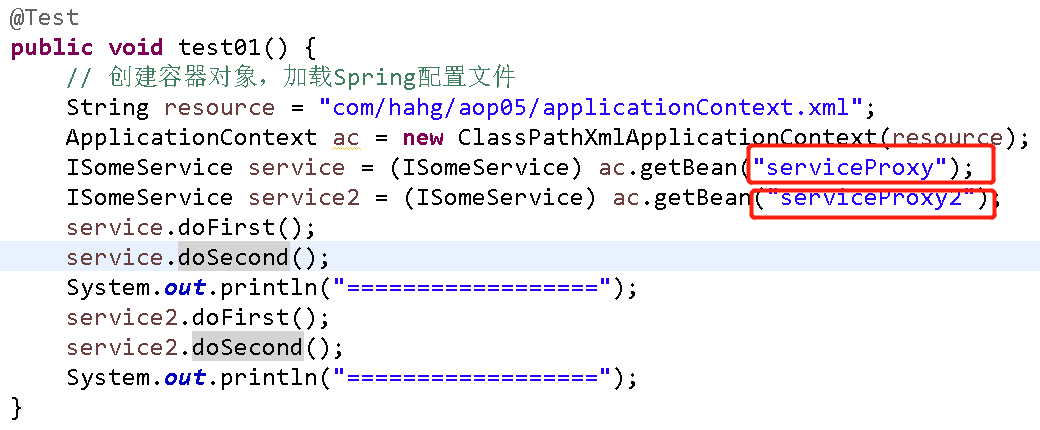 @Test
public void test01() {
// 创建容器对象，加载Spring配置文件
String resource = "com/hahg/aop05/applicationContext.xml";
ApplicationContext ac = new ClassPathXmlApplicationContext(resource);
ISomeService service = (ISomeService) ac.getBean("serviceProxy");
ISomeService service2 = (ISomeService) ac.getBean("serviceProxy2");
service.doFirst();
service.doSecond();
System.out.println("==================");
service2.doFirst();
service2.doSecond();
System.out.println("==================");
}